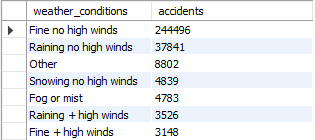 weather_conditions accidents
Fine no high winds 244496
Raining no high winds 37841
Other 8802
Snowing no high winds 4839
Fog or mist 4783
Raining + high winds 3526
Fine + high winds 3148